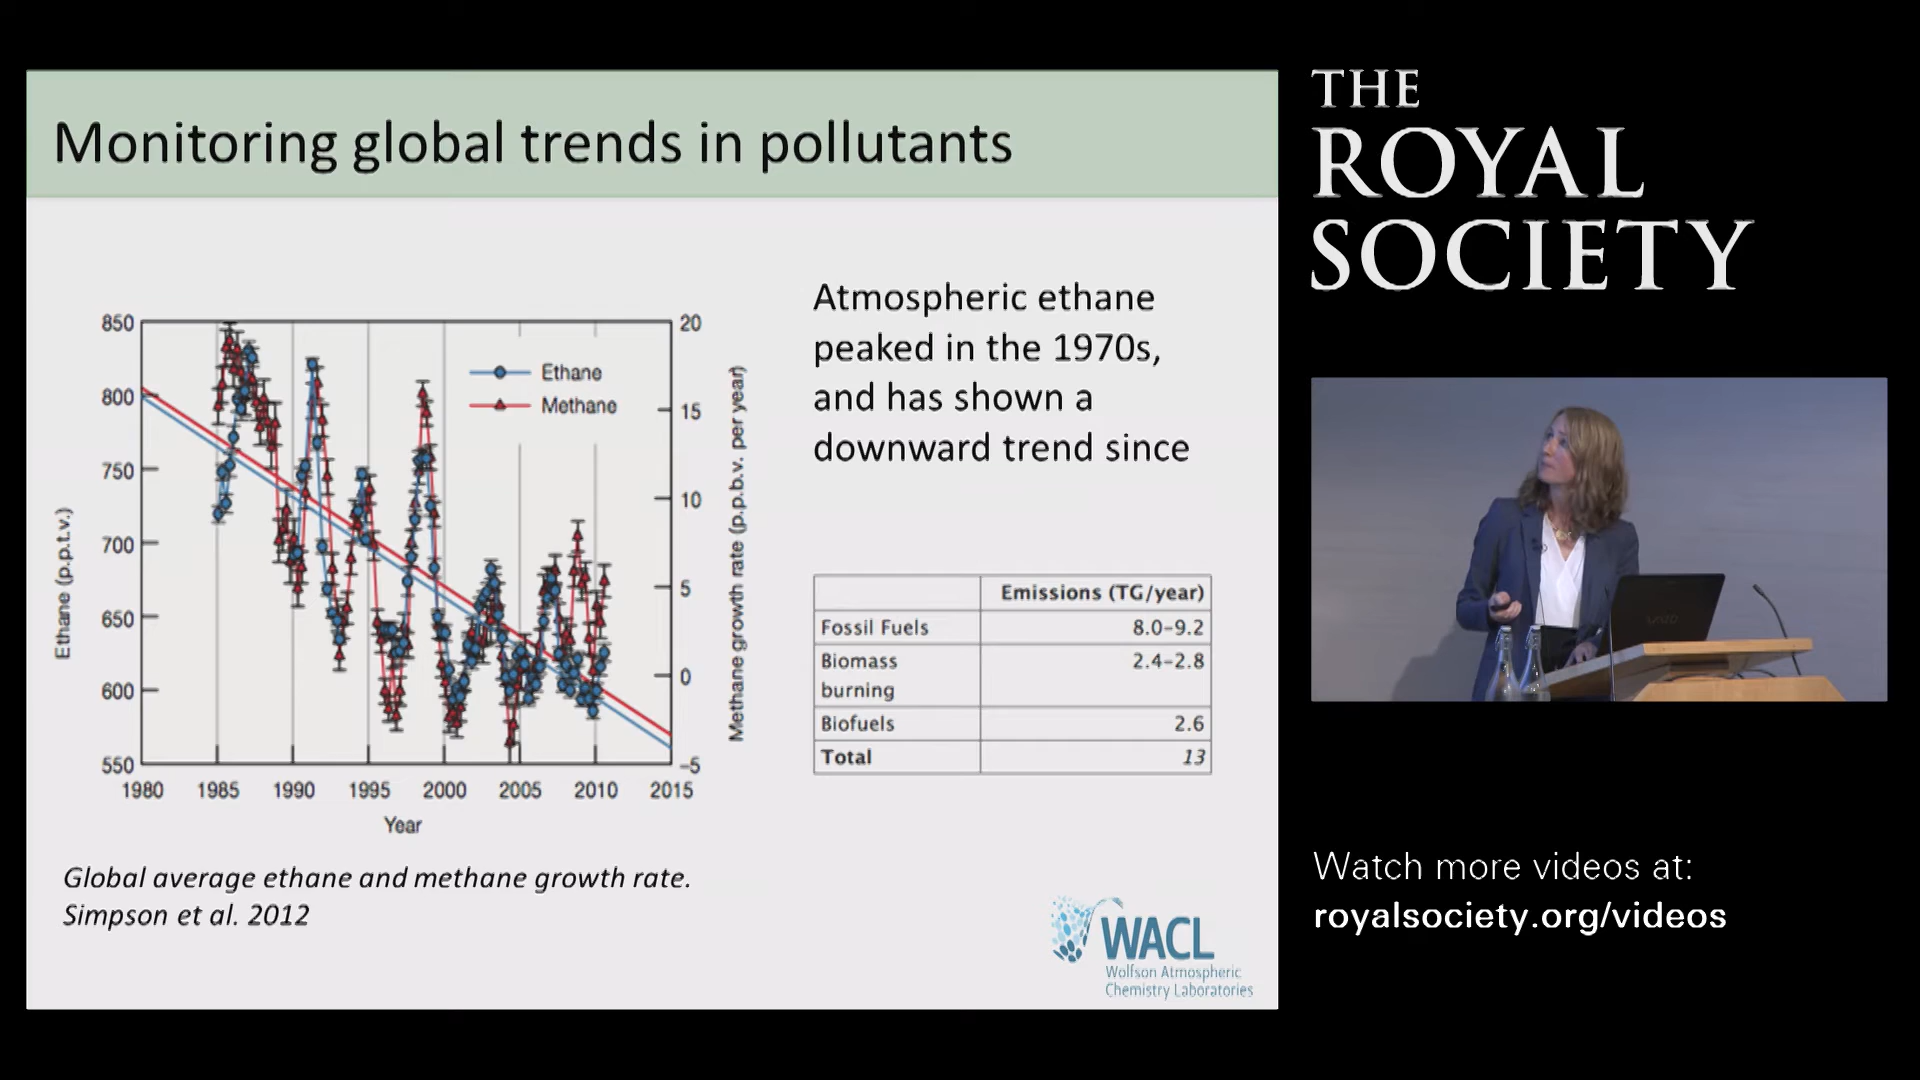 Monitoring global trends in pollutants
THE
ROYAL
SOCIETY
Atmospheric ethane
peaked in the 1970s,
and has shown a
downward trend since
850
800
750
700
650
600
550
Ethane (p.p.t.v.)
20
15
10
5
0
–5
Methane growth rate (p.p.b.v. per year)
Ethane
Methane
1980 1985 1990 1995 2000 2005 2010 2015
Year
Emissions (TG/year)
Fossil Fuels 8.0–9.2
Biomass 2.4–2.8
burning
Biofuels 2.6
Total 13
Global average ethane and methane growth rate.
Simpson et al. 2012
WACL
Wolfson Atmospheric
Chemistry Laboratories
VAIO
Watch more videos at:
royalsociety.org/videos